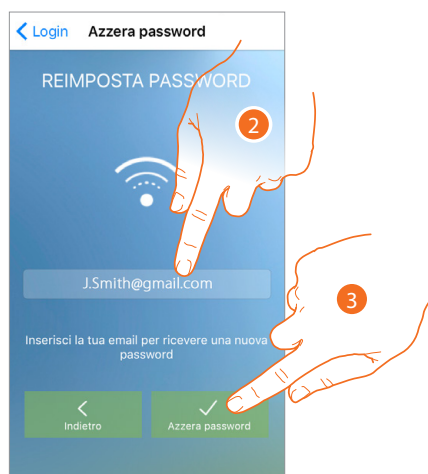 Login Azzera password
REIMPOSTA PASSWORD
2
J.Smith@gmail.com
3
Inserisci la tua email per ricevere una nuova
password
Indietro Azzera password